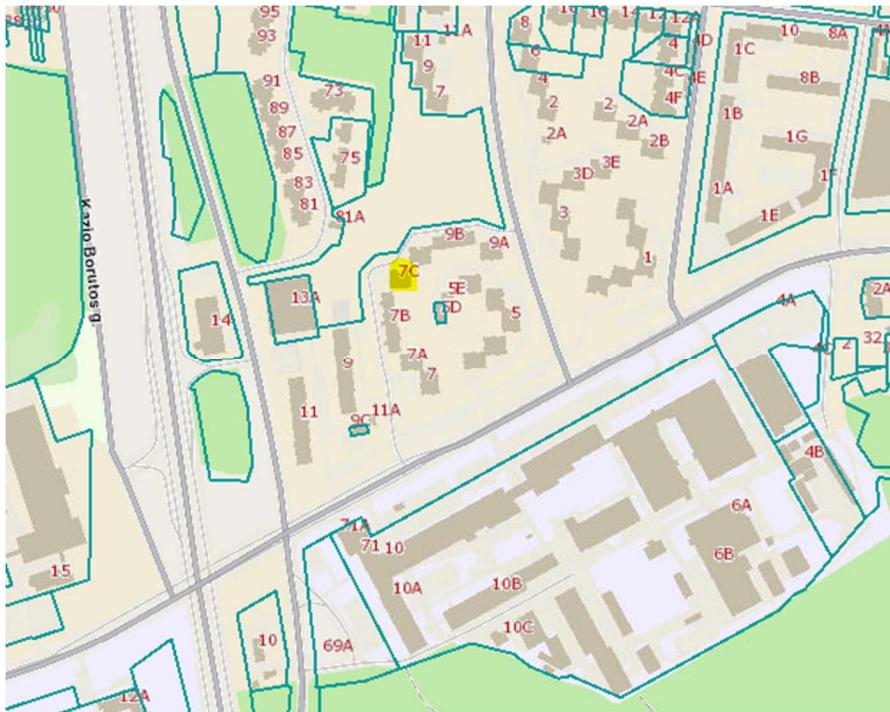 95
93
11A
11
9
7
8
6
4
2
2A
16
14
12
12A
4
4D
4C
4E
4F
2
2A
2B
1C
10
8A
8B
1B
1G
1F
1A
1E
91
89
87
85
83
81
73
75
81A
3D
3E
3
1
9B
9A
7C
5E
5D
5
7B
7A
7
13A
14
9
11
11A
9C
Kazio Borutos g.
4A
2A
2
32
4B
6A
6B
71A
71
10
10A
10B
10C
69A
10
15
12A